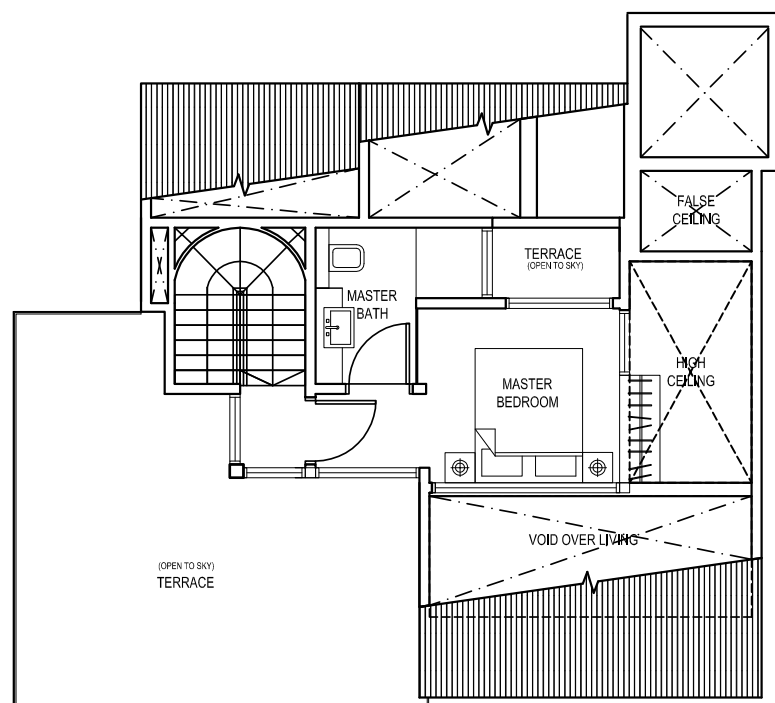 FALSE
CEILING
TERRACE
(OPEN TO SKY)
MASTER
BATH
HIGH
CEILING
MASTER
BEDROOM
VOID OVER LIVING
(OPEN TO SKY)
TERRACE